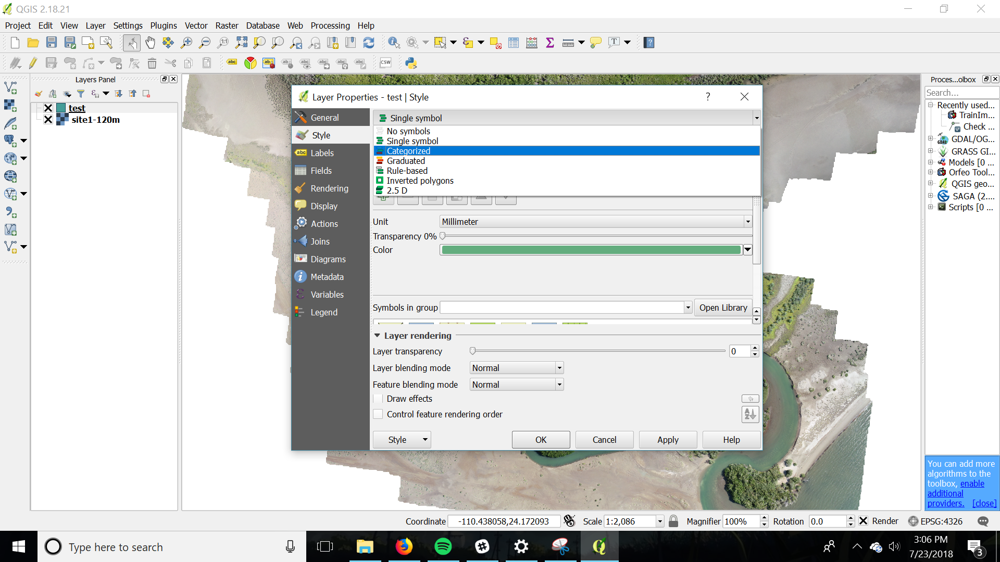 QGIS 2.18.21
Project Edit View Layer Settings Plugins Vector Raster Database Web Processing Help
Layers Panel
test
site1-120m
Layer Properties - test | Style
?
General
Style
Labels
Fields
Rendering
Display
Actions
Joins
Diagrams
Metadata
Variables
Legend
Single symbol
No symbols
Single symbol
Categorized
Graduated
Rule-based
Inverted polygons
2.5 D
Unit Millimeter
Transparency 0%
Color
Symbols in group Open Library
Layer rendering
Layer transparency 0
Layer blending mode Normal
Feature blending mode Normal
Draw effects
Control feature rendering order
Style OK Cancel Apply Help
Proces...olbox
Search...
Recently used...
TrainIm...
Check ...
GDAL/OG...
GRASS GI...
Models [0 ...
Orfeo Tool...
QGIS geo...
SAGA (2....
Scripts [0 ...
You can add more
algorithms to the
toolbox, enable
additional
providers. [close]
Coordinate -110.438058,24.172093 Scale 1:2,086 Magnifier 100% Rotation 0.0 Render EPSG:4326
Type here to search
3:06 PM
7/23/2018
3